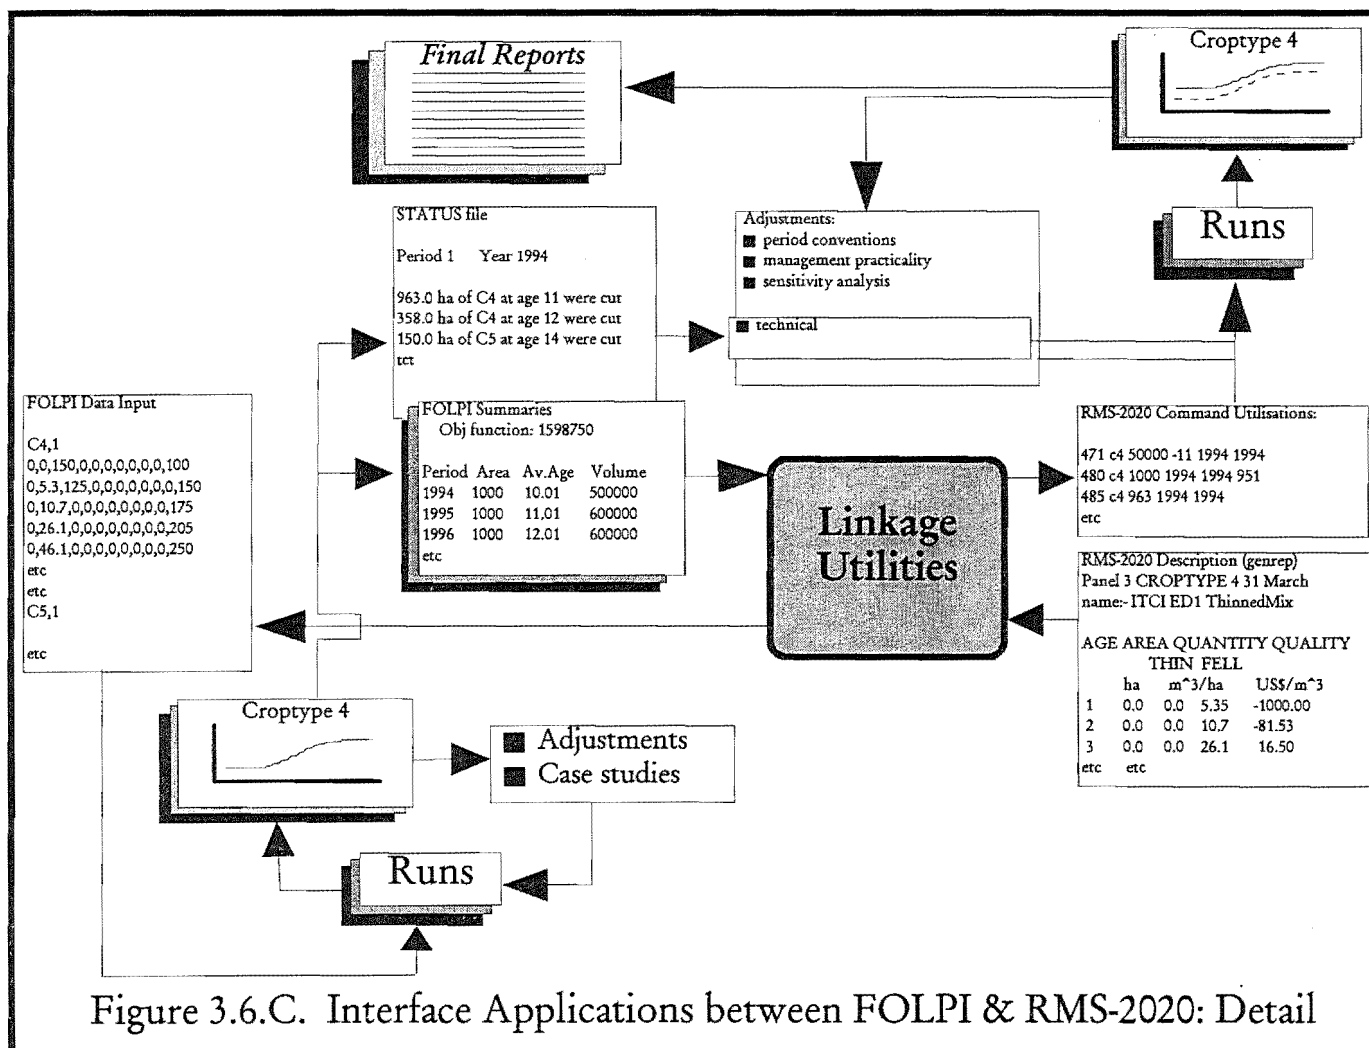 Final Reports
Croptype 4
Runs
STATUS file
Period 1 Year 1994
963.0 ha of C4 at age 11 were cut
358.0 ha of C4 at age 12 were cut
150.0 ha of C5 at age 14 were cut
tct
Adjustments:
period conventions
management practicality
sensitivity analysis
technical
FOLPI Data Input
C4,1
0,0,150,0,0,0,0,0,0,0,100
0,5.3,125,0,0,0,0,0,0,0,150
0,10.7,0,0,0,0,0,0,0,0,175
0,26.1,0,0,0,0,0,0,0,0,205
0,46.1,0,0,0,0,0,0,0,0,250
etc
etc
C5,1
etc
FOLPI Summaries
Obj function: 1598750
Period Area Av.Age Volume
1994 1000 10.01 500000
1995 1000 11.01 600000
1996 1000 12.01 600000
etc
Linkage
Utilities
RMS-2020 Command Utilisations:
471 c4 50000 -11 1994 1994
480 c4 1000 1994 1994 951
485 c4 963 1994 1994
etc
RMS-2020 Description (genrep)
Panel 3 CROPTYPE 4 31 March
name:- ITCI ED1 ThinnedMix
AGE AREA QUANTITY QUALITY
THIN FELL
ha m^3/ha US$/m^3
1 0.0 0.0 5.35 -1000.00
2 0.0 0.0 10.7 -81.53
3 0.0 0.0 26.1 16.50
etc etc
Croptype 4
Adjustments
Case studies
Runs
Figure 3.6.C. Interface Applications between FOLPI & RMS-2020: Detail